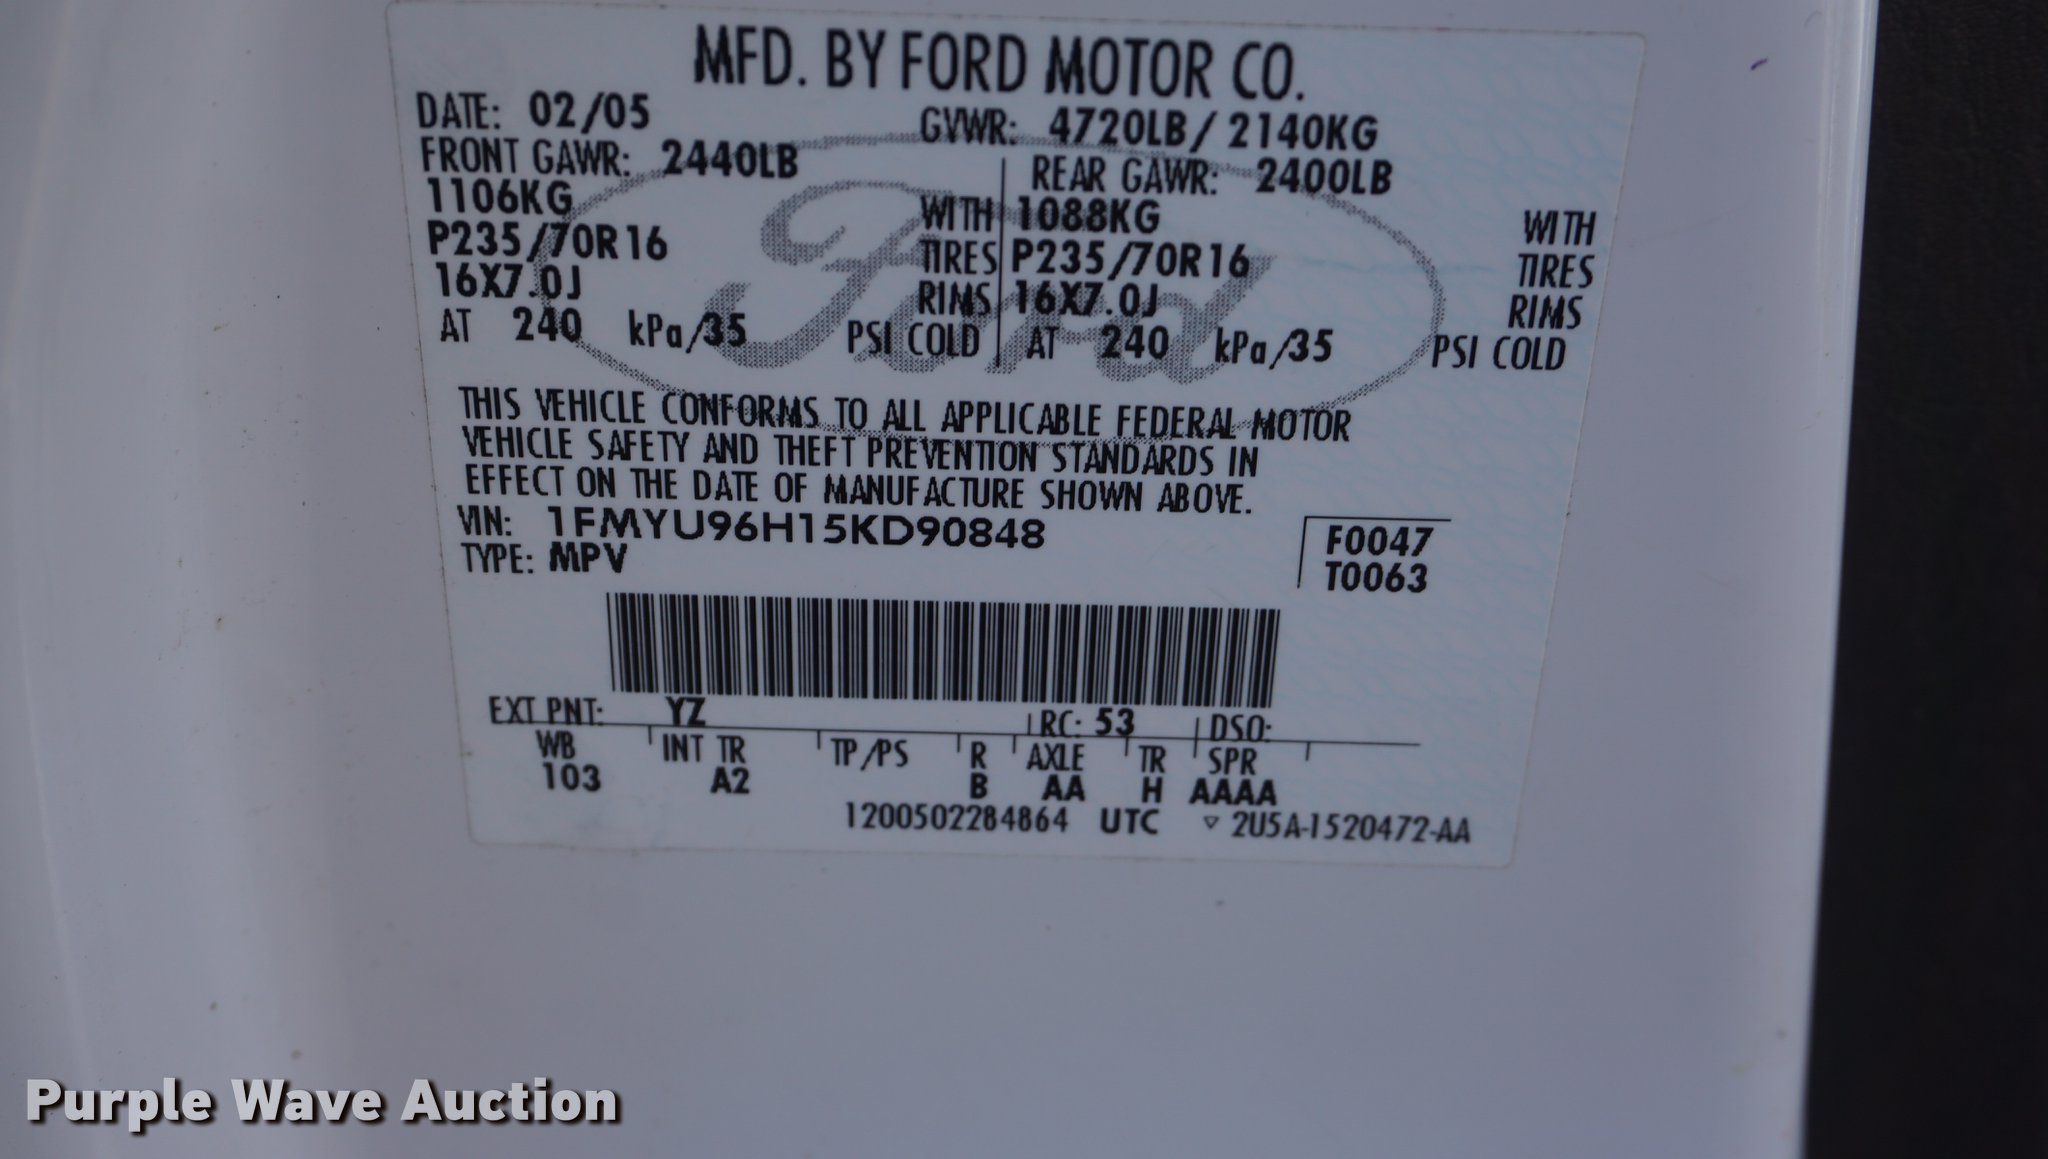 MFD. BY FORD MOTOR CO.
DATE: 02/05 GVWR: 4720LB/ 2140KG
FRONT GAWR: 2440LB REAR GAWR: 2400LB
1106KG WITH 1088KG WITH
P235/70R16 TIRES P235/70R16 TIRES
16X7.0J RIMS 16X7.0J RIMS
AT 240 kPa/35 PSI COLD AT 240 kPa/35 PSI COLD
Ford
THIS VEHICLE CONFORMS TO ALL APPLICABLE FEDERAL MOTOR
VEHICLE SAFETY AND THEFT PREVENTION STANDARDS IN
EFFECT ON THE DATE OF MANUFACTURE SHOWN ABOVE.
VIN: 1FMYU96H15KD90848
TYPE: MPV
F0047
T0063
EXT PNT: YZ RC: 53 DSO:
WB INT TR TP/PS R AXLE TR SPR
103 A2 B AA H AAAA
1200502284864 UTC ▽ 2U5A-1520472-AA
Purple Wave Auction